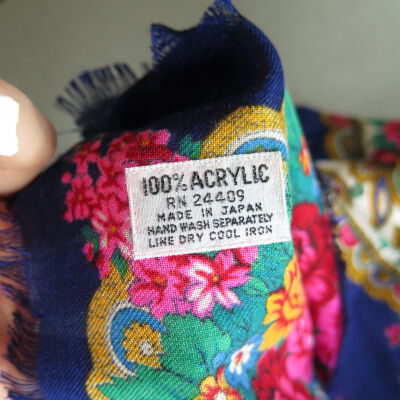 100% ACRYLIC
RN 24409
MADE IN JAPAN
HAND WASH SEPARATELY
LINE DRY COOL IRON